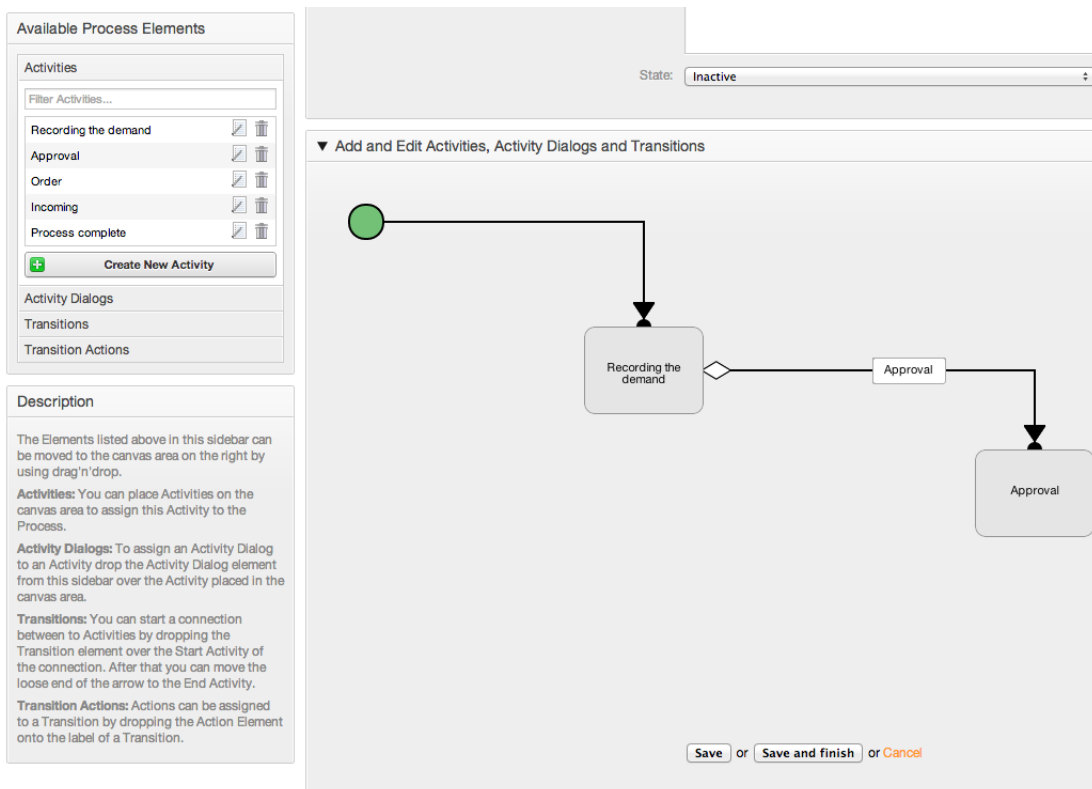 Available Process Elements
Activities
Filter Activities...
Recording the demand
Approval
Order
Incoming
Process complete
Create New Activity
Activity Dialogs
Transitions
Transition Actions
Description
The Elements listed above in this sidebar can
be moved to the canvas area on the right by
using drag'n'drop.
Activities: You can place Activities on the
canvas area to assign this Activity to the
Process.
Activity Dialogs: To assign an Activity Dialog
to an Activity drop the Activity Dialog element
from this sidebar over the Activity placed in the
canvas area.
Transitions: You can start a connection
between to Activities by dropping the
Transition element over the Start Activity of
the connection. After that you can move the
loose end of the arrow to the End Activity.
Transition Actions: Actions can be assigned
to a Transition by dropping the Action Element
onto the label of a Transition.
State: Inactive
▼ Add and Edit Activities, Activity Dialogs and Transitions
Recording the
demand
Approval
Approval
Save or Save and finish or Cancel